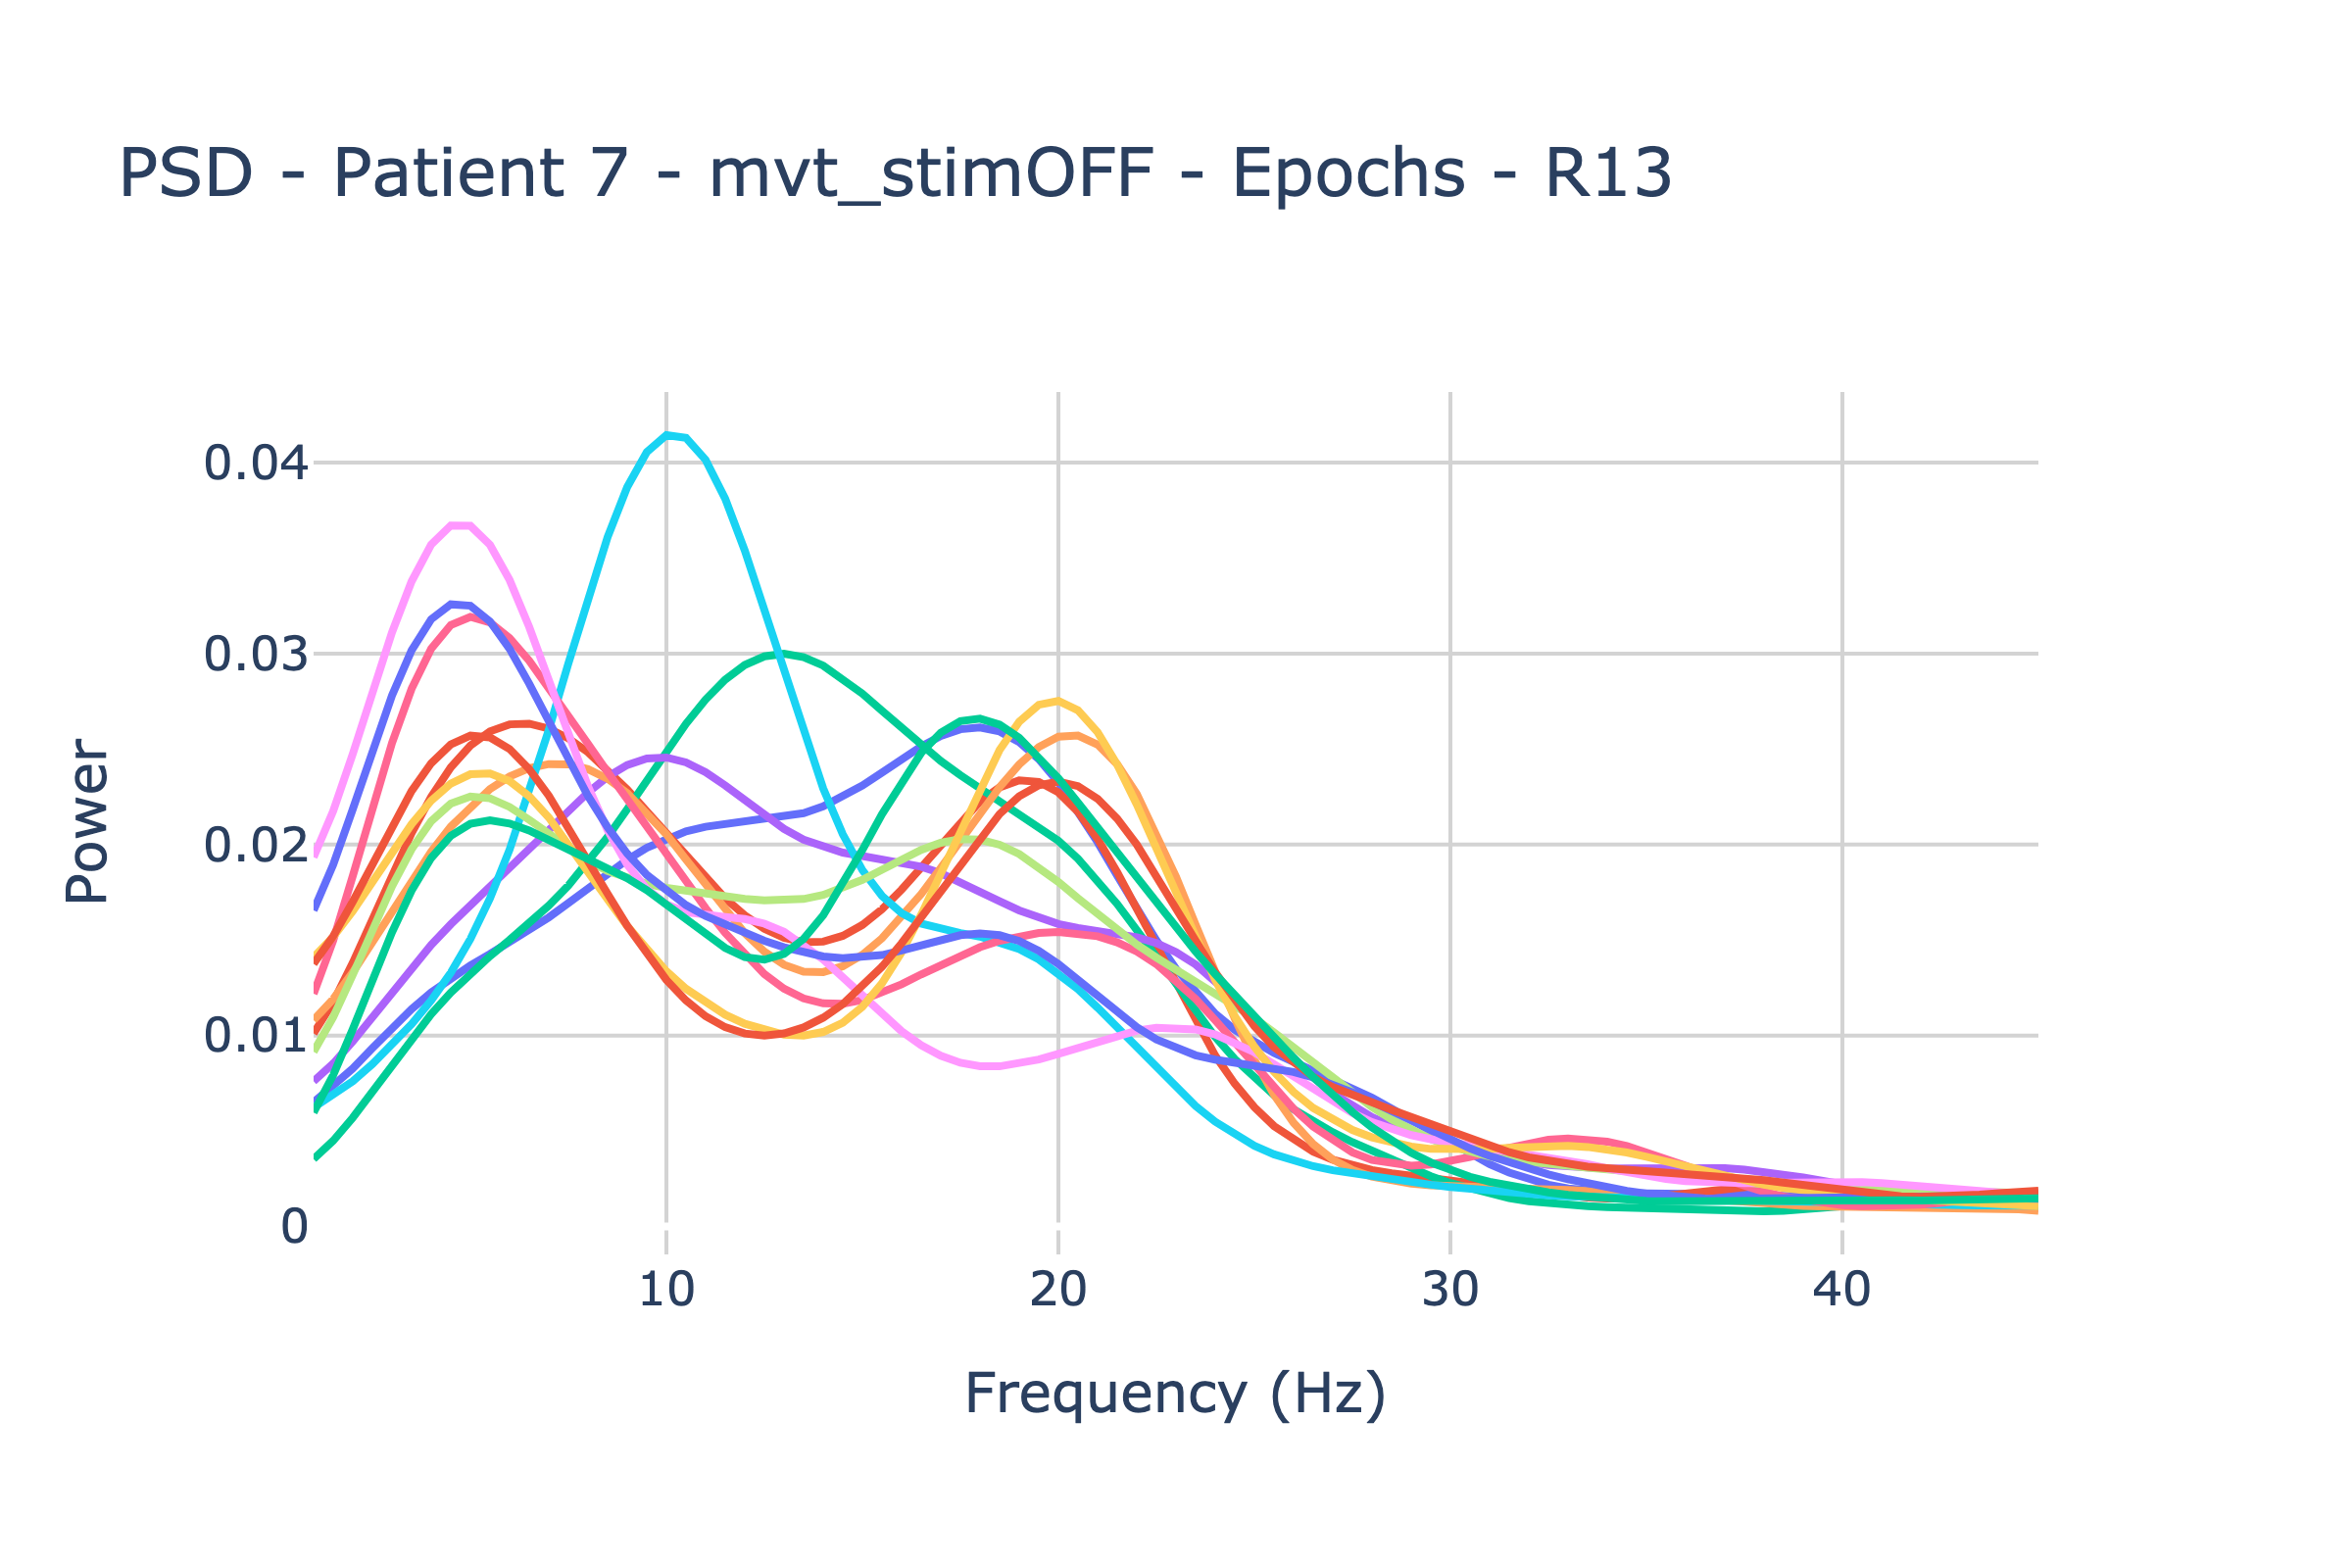 PSD - Patient 7 - mvt_stimOFF - Epochs - R13
0.04
0.03
0.02
0.01
0
Power
10 20 30 40
Frequency (Hz)